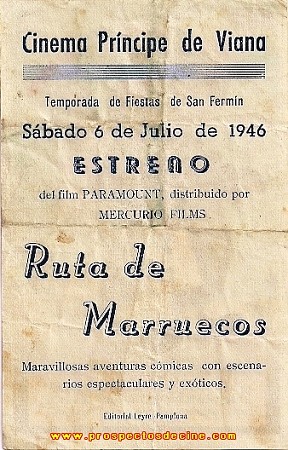 Cinema Príncipe de Viana
Temporada de Fiestas de San Fermín
Sábado 6 de Julio de 1946
ESTRENO
del film PARAMOUNT, distribuido por
MERCURIO FILMS
Ruta de
Marruecos
Maravillosas aventuras cómicas con escena-
rios espectaculares y exóticos.
Editorial Leyre-Pamplona
www.prospectosdecine.com